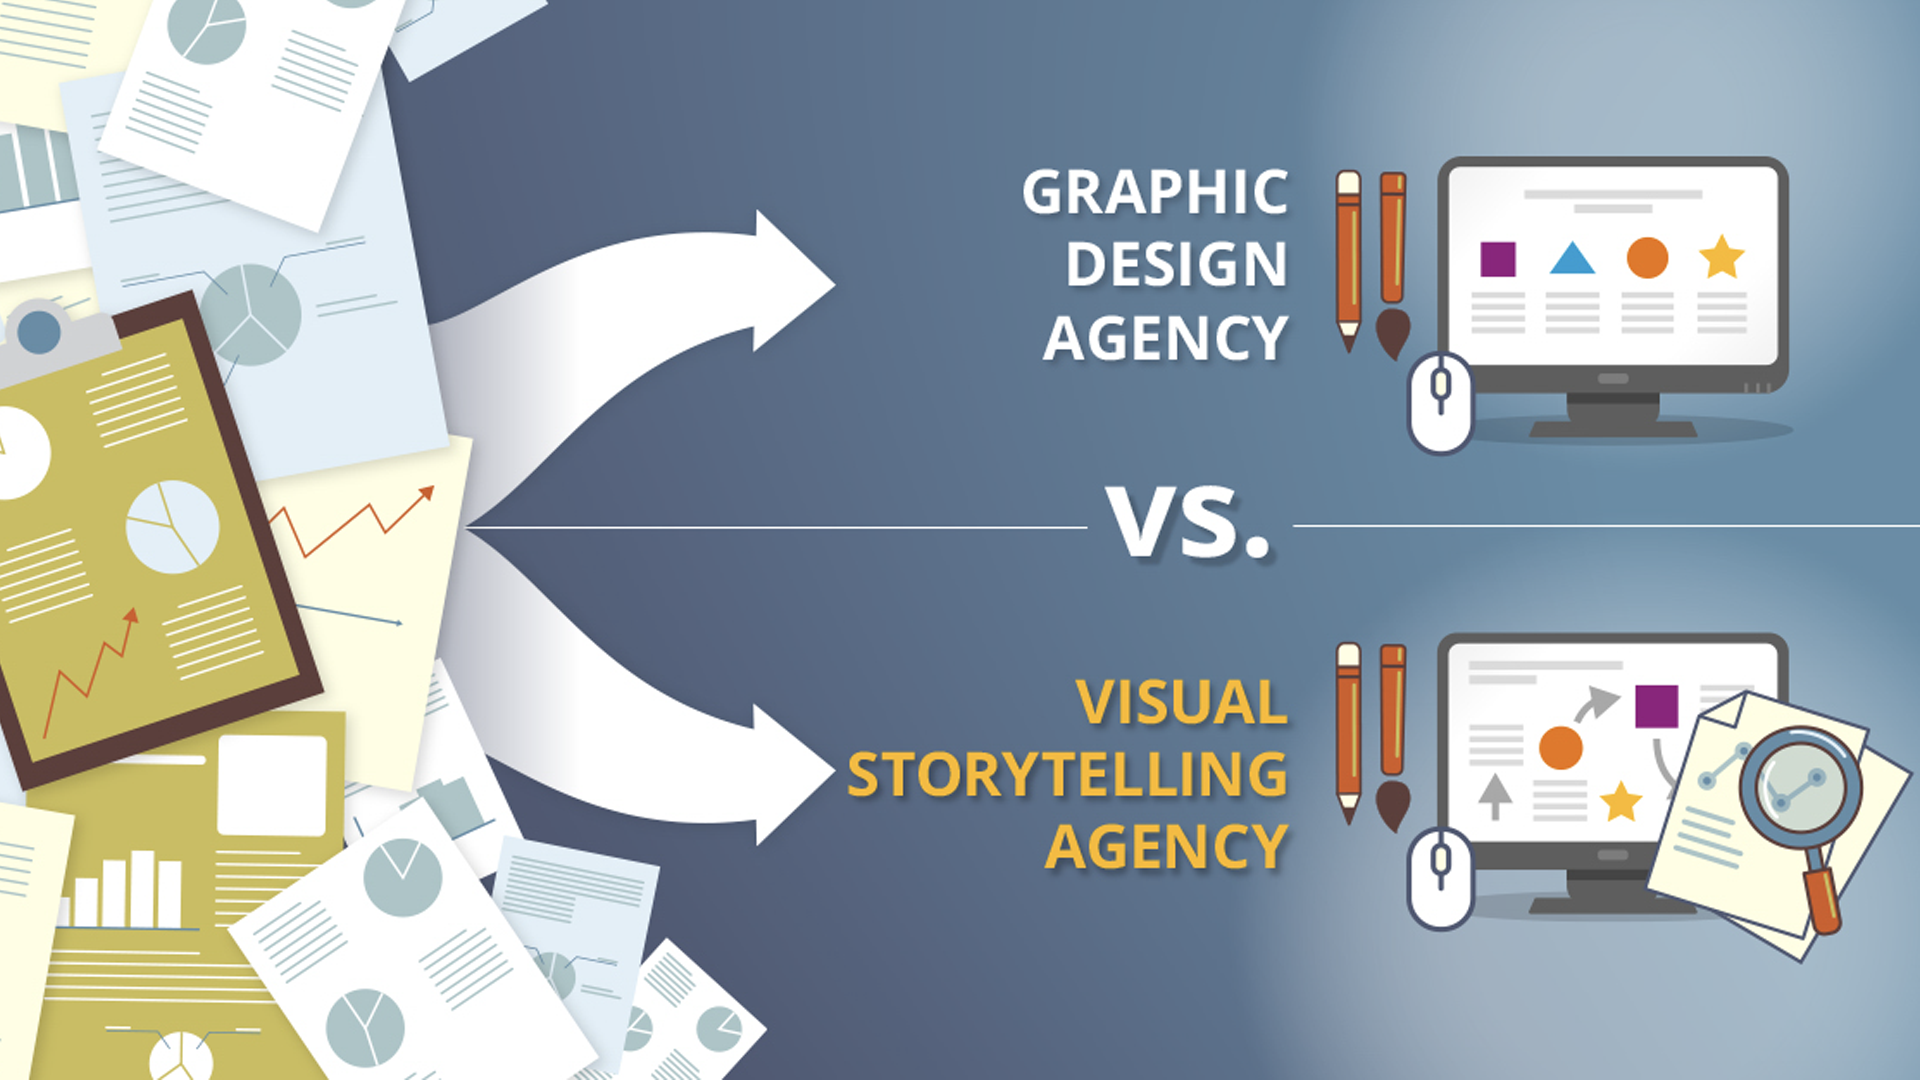 GRAPHIC
DESIGN
AGENCY
VS.
VISUAL
STORYTELLING
AGENCY